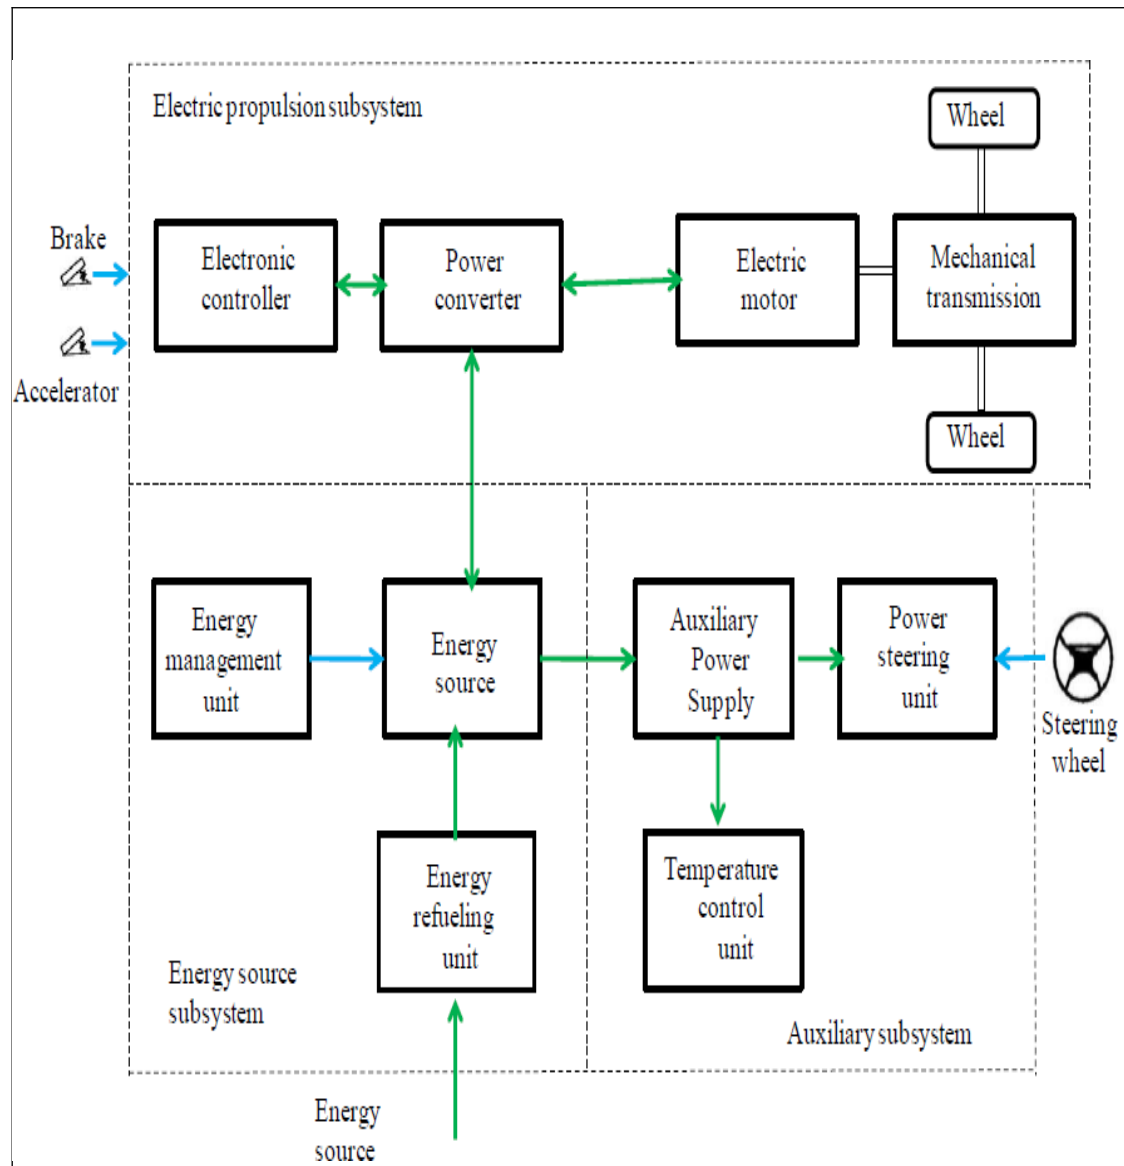 Electric propulsion subsystem
Wheel
Brake
Electronic
controller
Power
converter
Electric
motor
Mechanical
transmission
Accelerator
Wheel
Energy
management
unit
Energy
source
Auxiliary
Power
Supply
Power
steering
unit
Steering
wheel
Energy
refueling
unit
Temperature
control
unit
Energy source
subsystem
Auxiliary subsystem
Energy
source